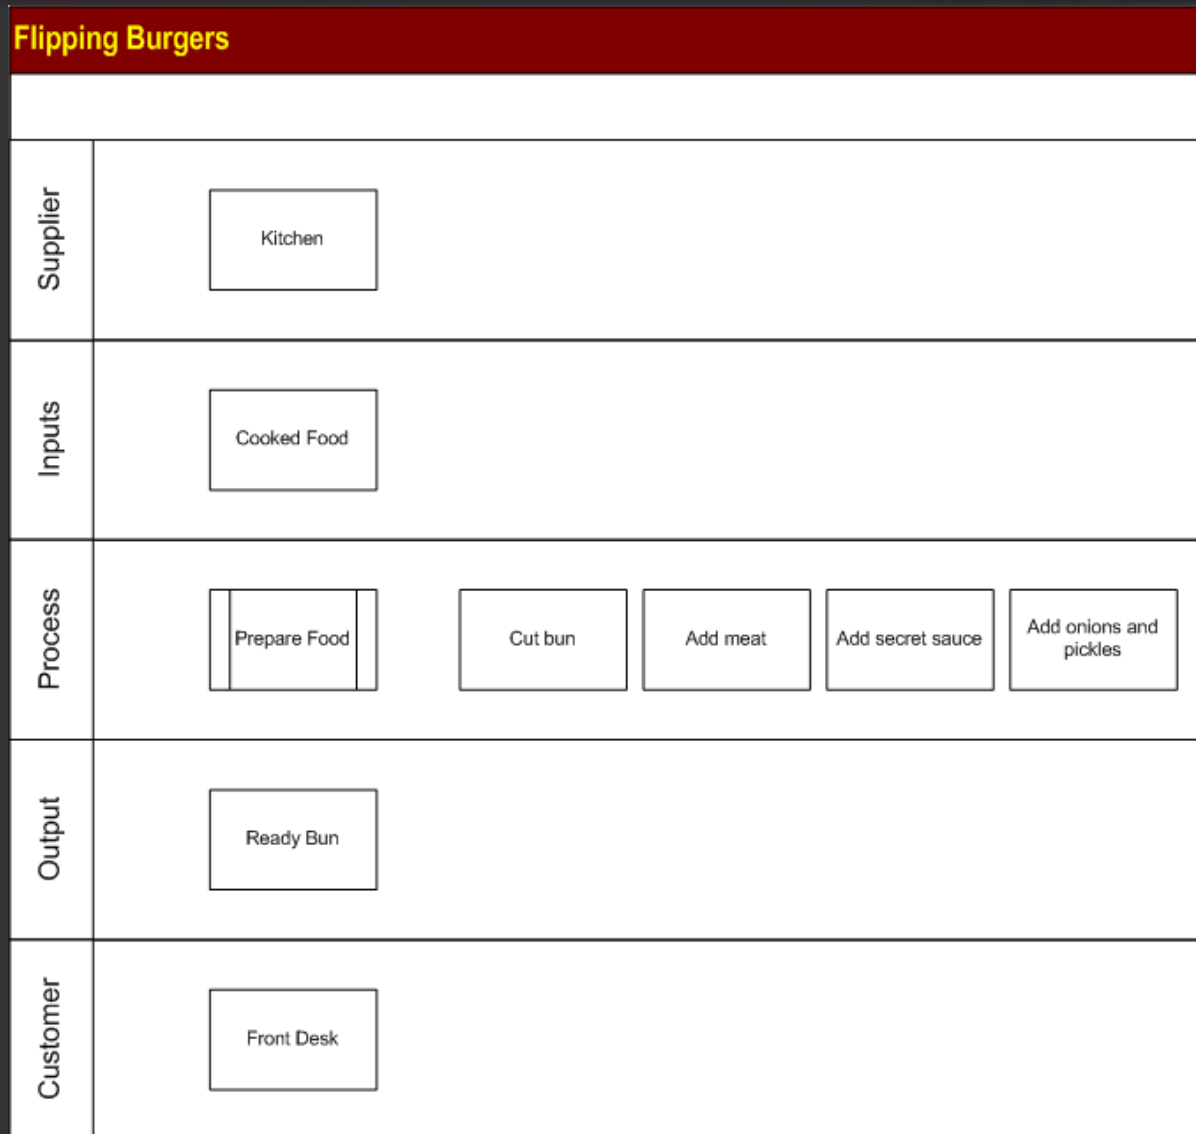 Flipping Burgers
Supplier
Kitchen
Inputs
Cooked Food
Process
Prepare Food
Cut bun
Add meat
Add secret sauce
Add onions and
pickles
Output
Ready Bun
Customer
Front Desk